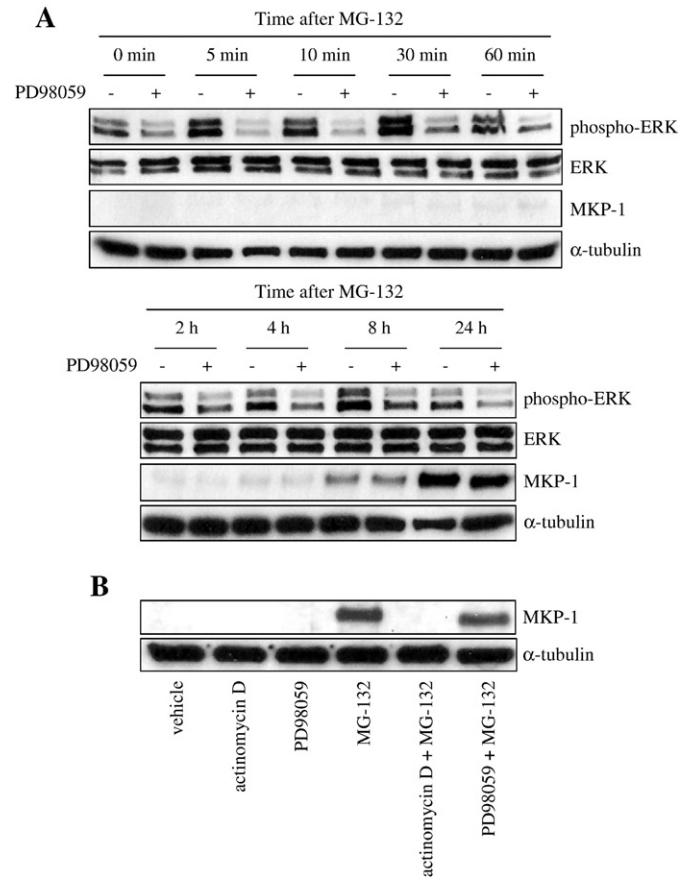 A
Time after MG-132
0 min 5 min 10 min 30 min 60 min
PD98059 - + - + - + - + - +
phospho-ERK
ERK
MKP-1
α-tubulin
Time after MG-132
2 h 4 h 8 h 24 h
PD98059 - + - + - + - +
phospho-ERK
ERK
MKP-1
α-tubulin
B
MKP-1
α-tubulin
vehicle
actinomycin D
PD98059
MG-132
actinomycin D + MG-132
PD98059 + MG-132